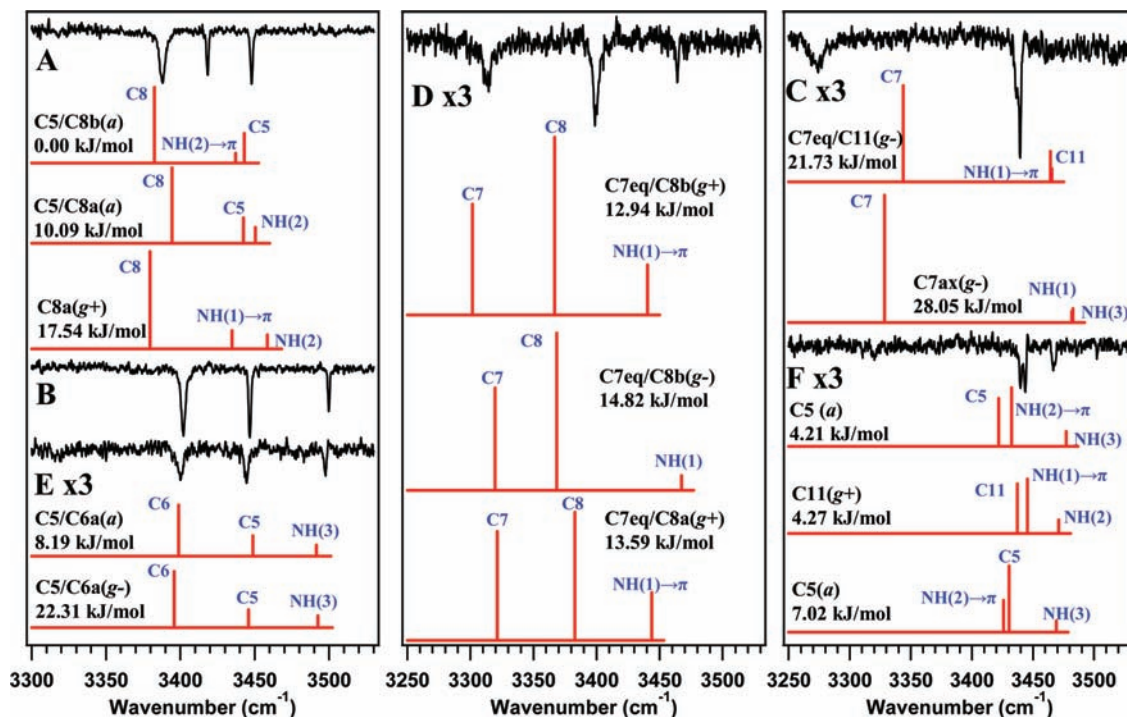 A
C8
C5/C8b(a)
0.00 kJ/mol
NH(2)→π
C5
C8
C5/C8a(a)
10.09 kJ/mol
C5
NH(2)
C8
C8a(g+)
17.54 kJ/mol
NH(1)→π
NH(2)
B
E x3
C6
C5/C6a(a)
8.19 kJ/mol
C5
NH(3)
C6
C5/C6a(g-)
22.31 kJ/mol
C5
NH(3)
3300 3350 3400 3450 3500
Wavenumber (cm-1)
D x3
C8
C7
C7eq/C8b(g+)
12.94 kJ/mol
NH(1)→π
C8
C7
C7eq/C8b(g-)
14.82 kJ/mol
NH(1)
C8
C7
C7eq/C8a(g+)
13.59 kJ/mol
NH(1)→π
3250 3300 3350 3400 3450 3500
Wavenumber (cm-1)
C x3
C7
C7eq/C11(g-)
21.73 kJ/mol
NH(1)→π
C11
C7
C7ax(g-)
28.05 kJ/mol
NH(1)
NH(3)
F x3
C5 (a)
4.21 kJ/mol
C5
NH(2)→π
NH(3)
C11(g+)
4.27 kJ/mol
C11
NH(1)→π
NH(2)
C5
C5(a)
7.02 kJ/mol
NH(2)→π
NH(3)
3250 3300 3350 3400 3450 3500
Wavenumber (cm-1)